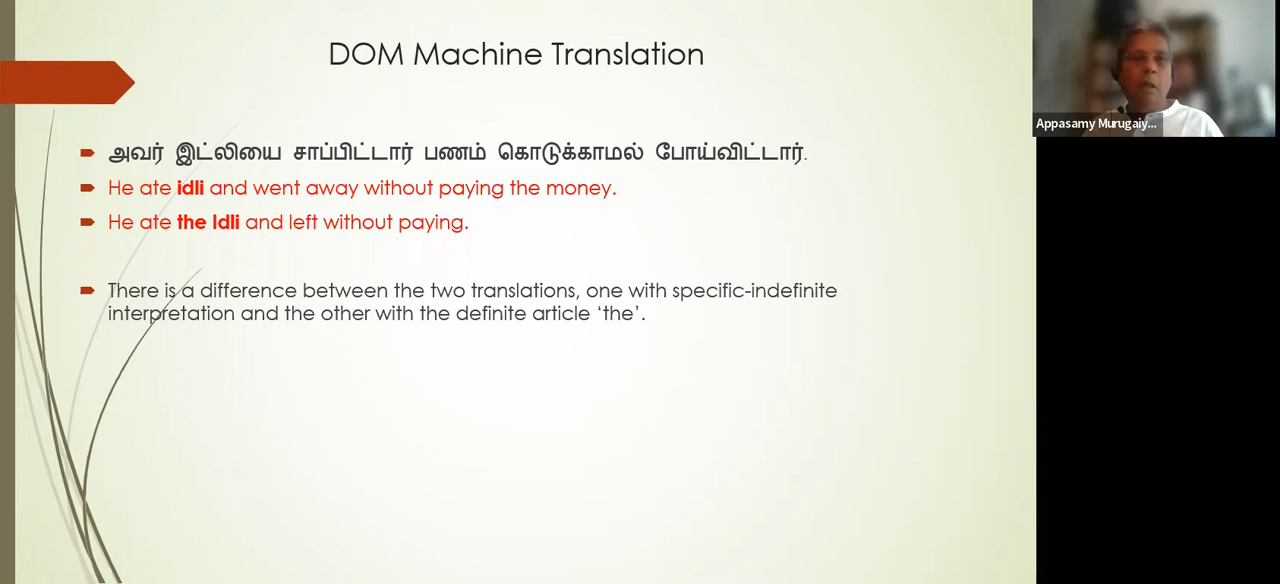 DOM Machine Translation
அவர் இட்லியை சாப்பிட்டார் பணம் கொடுக்காமல் போய்விட்டார்.
He ate idli and went away without paying the money.
He ate the Idli and left without paying.
There is a difference between the two translations, one with specific-indefinite
interpretation and the other with the definite article ‘the’.
Appasamy Murugaiy...